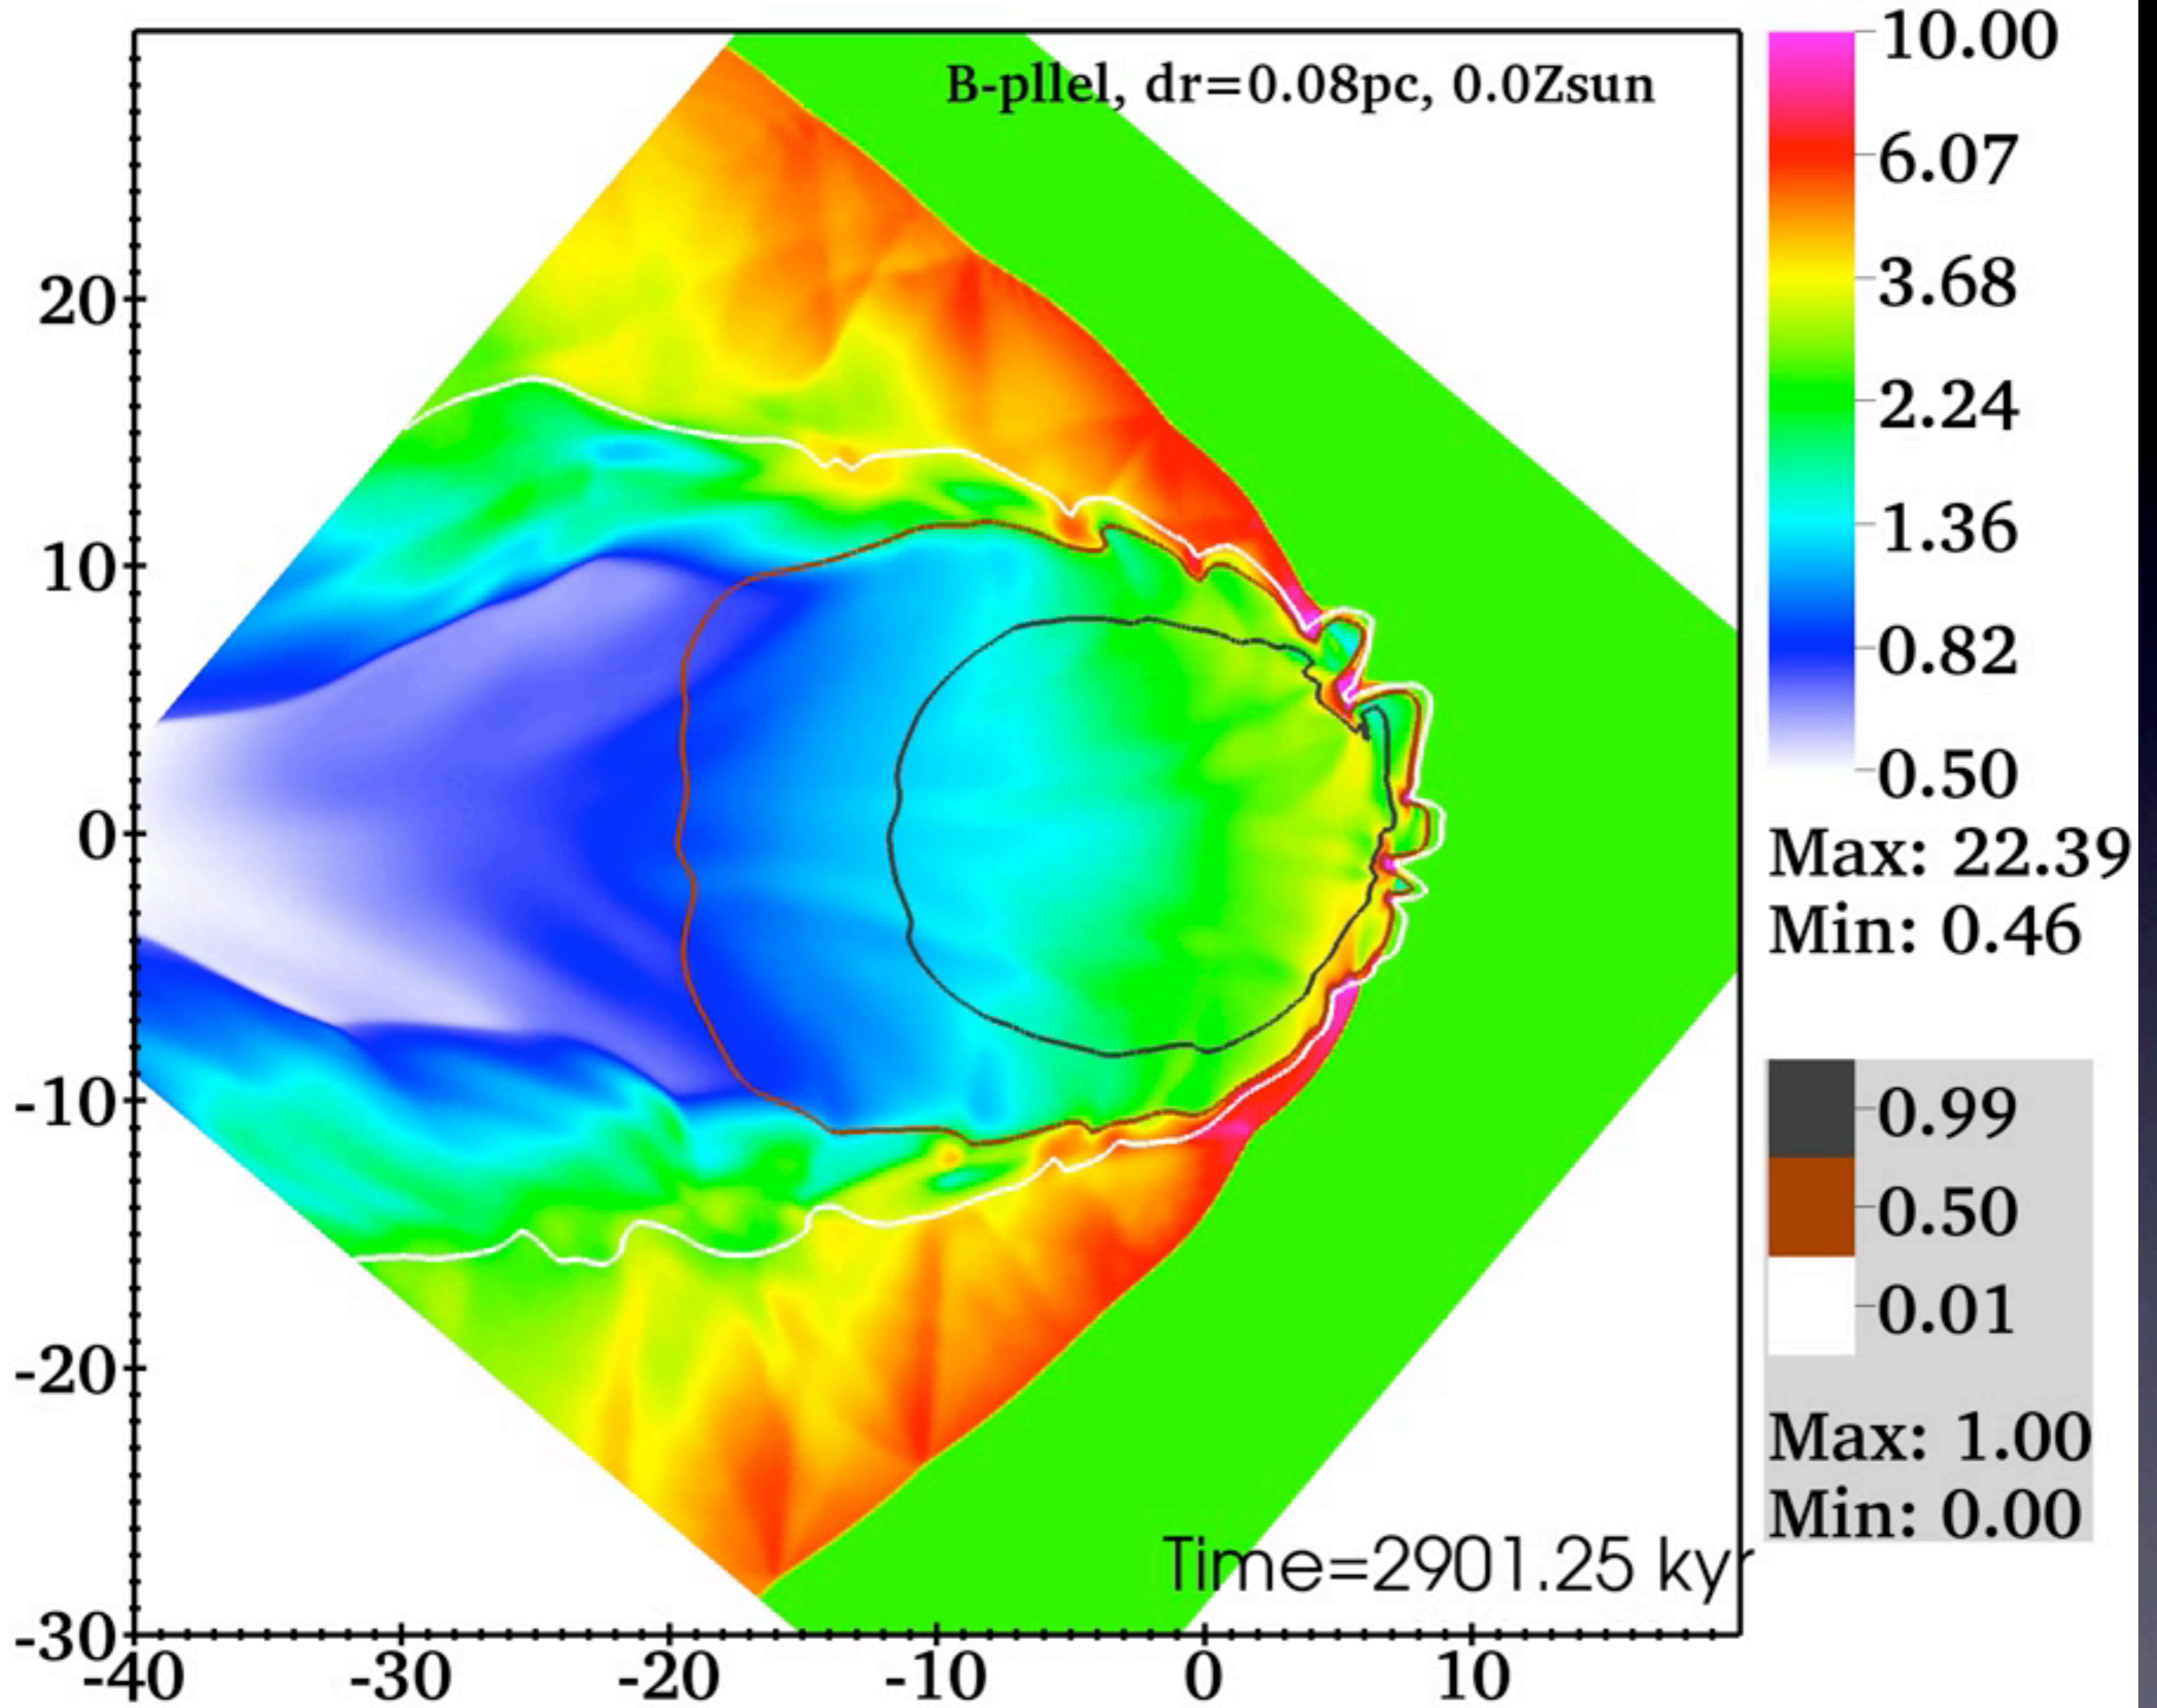 B-pllel, dr=0.08pc, 0.0Zsun
10.00
6.07
3.68
2.24
1.36
0.82
0.50
Max: 22.39
Min: 0.46
0.99
0.50
0.01
Max: 1.00
Min: 0.00
Time=2901.25 kyr
20
10
0
-10
-20
-30
-40 -30 -20 -10 0 10